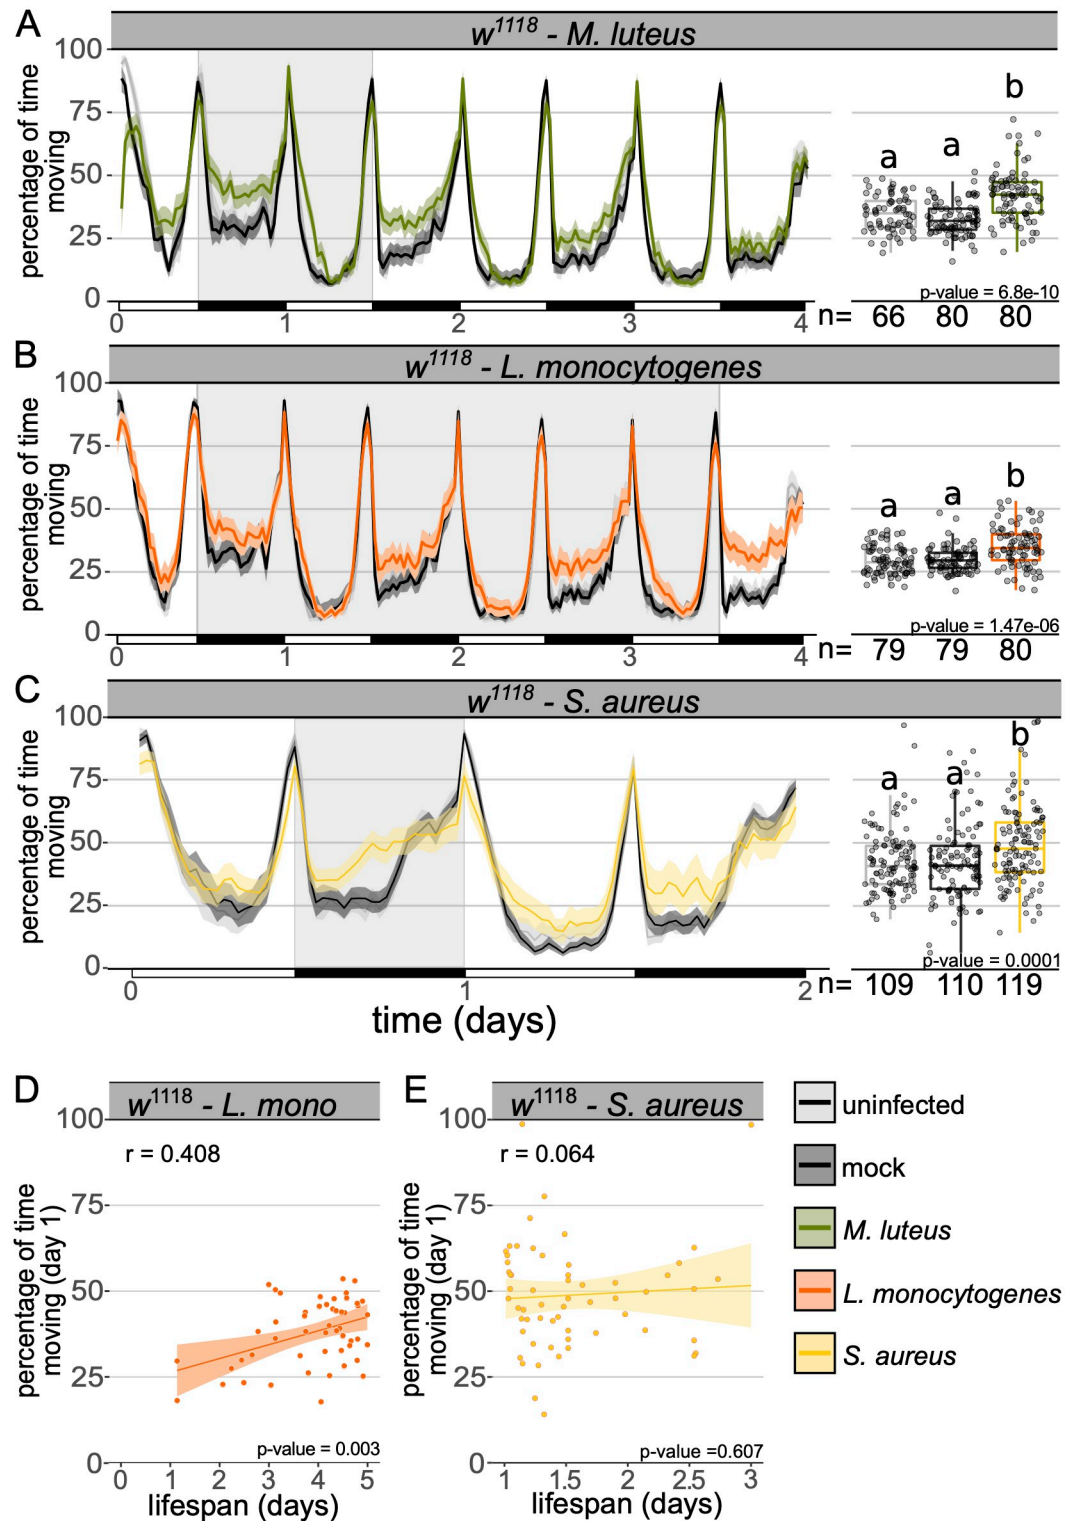 A
w1118 - M. luteus
percentage of time
moving
100
75
50
25
0
a
a
b
p-value = 6.8e-10
0
1
2
3
4
n= 66 80 80
B
w1118 - L. monocytogenes
percentage of time
moving
100
75
50
25
0
a
a
b
p-value = 1.47e-06
0
1
2
3
4
n= 79 79 80
C
w1118 - S. aureus
percentage of time
moving
100
75
50
25
0
a
a
b
p-value = 0.0001
0
1
2
n= 109 110 119
time (days)
D
w1118 - L. mono
percentage of time
moving (day 1)
100
75
50
25
0
r = 0.408
p-value = 0.003
0 1 2 3 4 5
lifespan (days)
E
w1118 - S. aureus
percentage of time
moving (day 1)
100
75
50
25
0
r = 0.064
p-value =0.607
1 1.5 2 2.5 3
lifespan (days)
uninfected
mock
M. luteus
L. monocytogenes
S. aureus